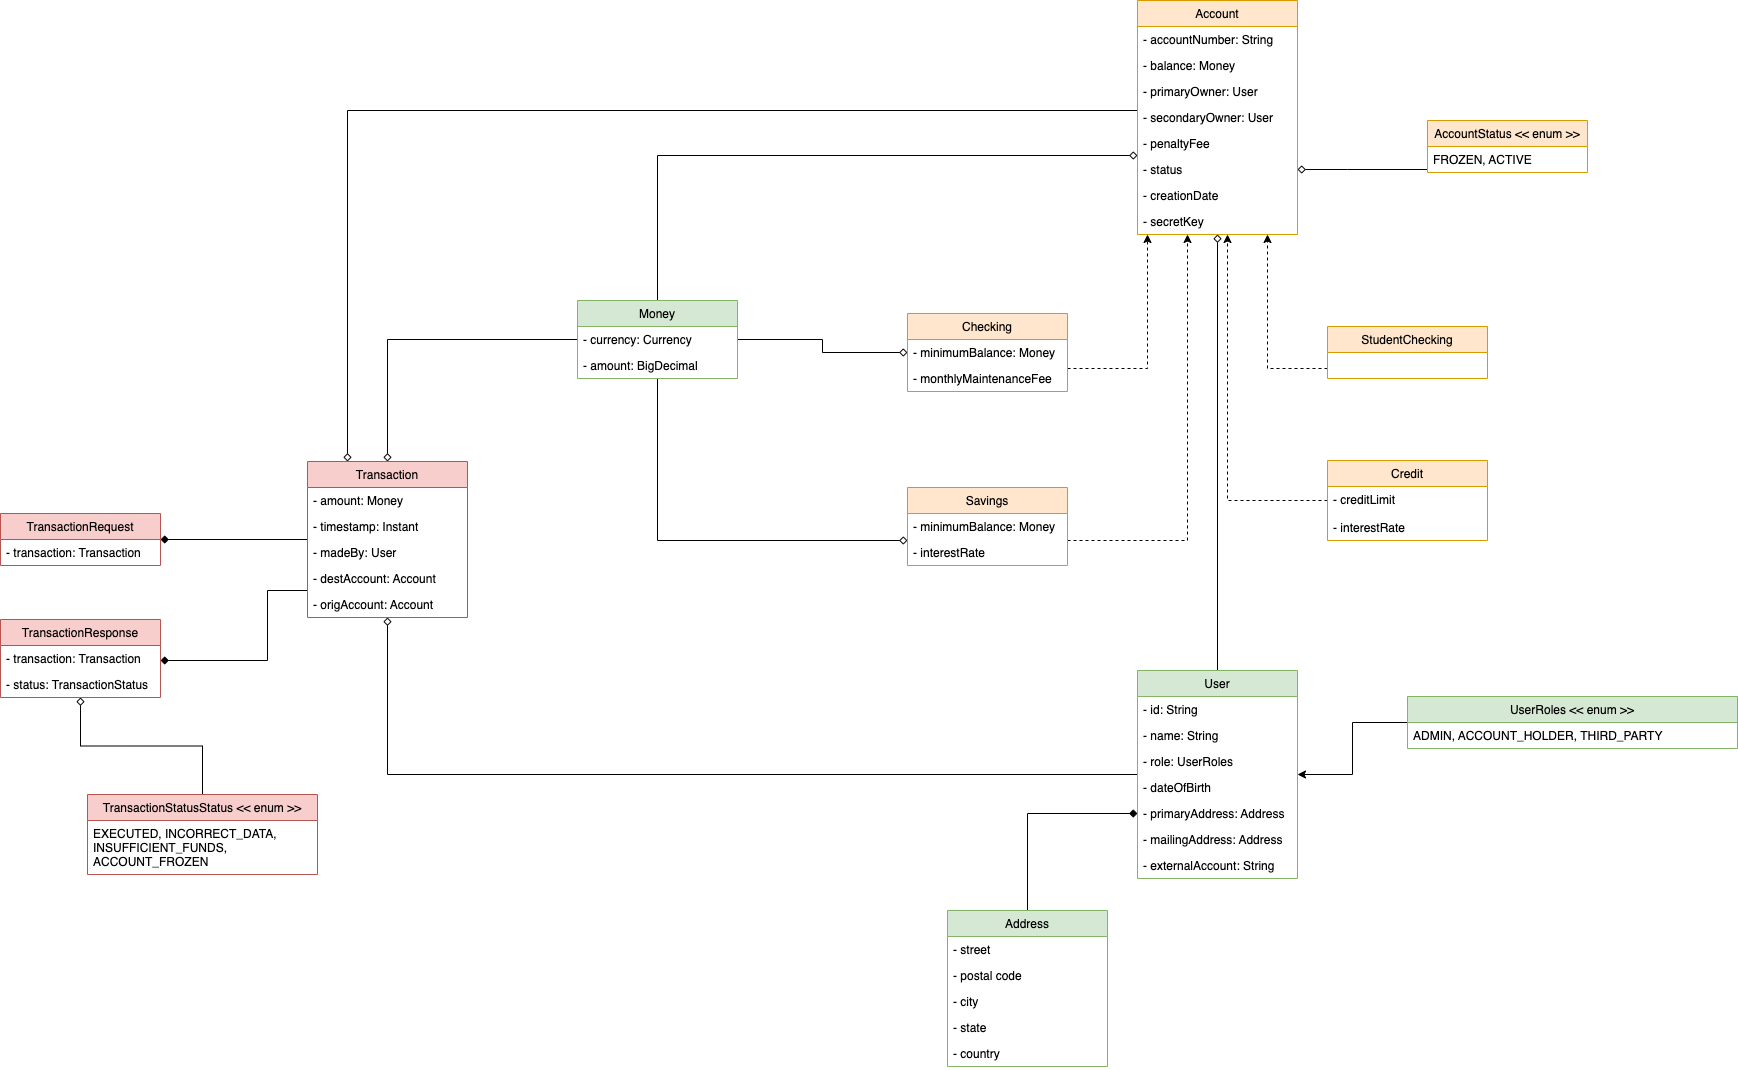 Account
- accountNumber: String
- balance: Money
- primaryOwner: User
- secondaryOwner: User
- penaltyFee
- status
- creationDate
- secretKey
AccountStatus << enum >>
FROZEN, ACTIVE
Money
- currency: Currency
- amount: BigDecimal
Checking
- minimumBalance: Money
- monthlyMaintenanceFee
StudentChecking
Transaction
- amount: Money
- timestamp: Instant
- madeBy: User
- destAccount: Account
- origAccount: Account
Savings
- minimumBalance: Money
- interestRate
Credit
- creditLimit
- interestRate
TransactionRequest
- transaction: Transaction
TransactionResponse
- transaction: Transaction
- status: TransactionStatus
TransactionStatusStatus << enum >>
EXECUTED, INCORRECT_DATA,
INSUFFICIENT_FUNDS,
ACCOUNT_FROZEN
User
- id: String
- name: String
- role: UserRoles
- dateOfBirth
- primaryAddress: Address
- mailingAddress: Address
- externalAccount: String
UserRoles << enum >>
ADMIN, ACCOUNT_HOLDER, THIRD_PARTY
Address
- street
- postal code
- city
- state
- country